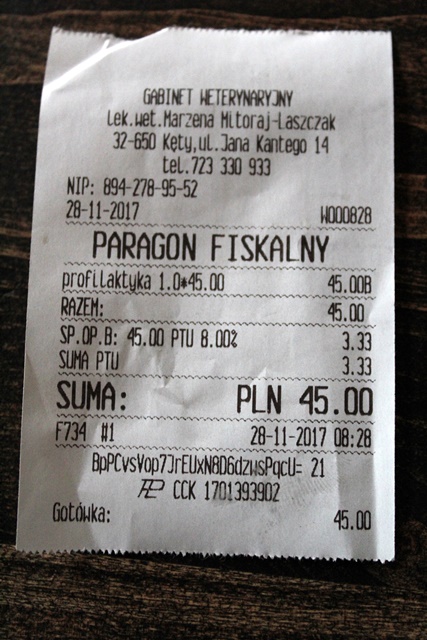 GABINET WETERYNARYJNY
Lek.wet.Marzena Mitoraj-Laszczak
32-650 Kęty,ul.Jana Kantego 14
tel.723 330 933
NIP: 894-278-95-52
28-11-2017 W000828
PARAGON FISKALNY
profilaktyka 1.0*45.00 45.00B
RAZEM: 45.00
SP.OP.B: 45.00 PTU 8.00% 3.33
SUMA PTU 3.33
SUMA: PLN 45.00
F734 #1 28-11-2017 08:28
BpPCvsVop7JrEUxN8D6dzwsPqcU= 21
CCK 1701393902
Gotówka: 45.00